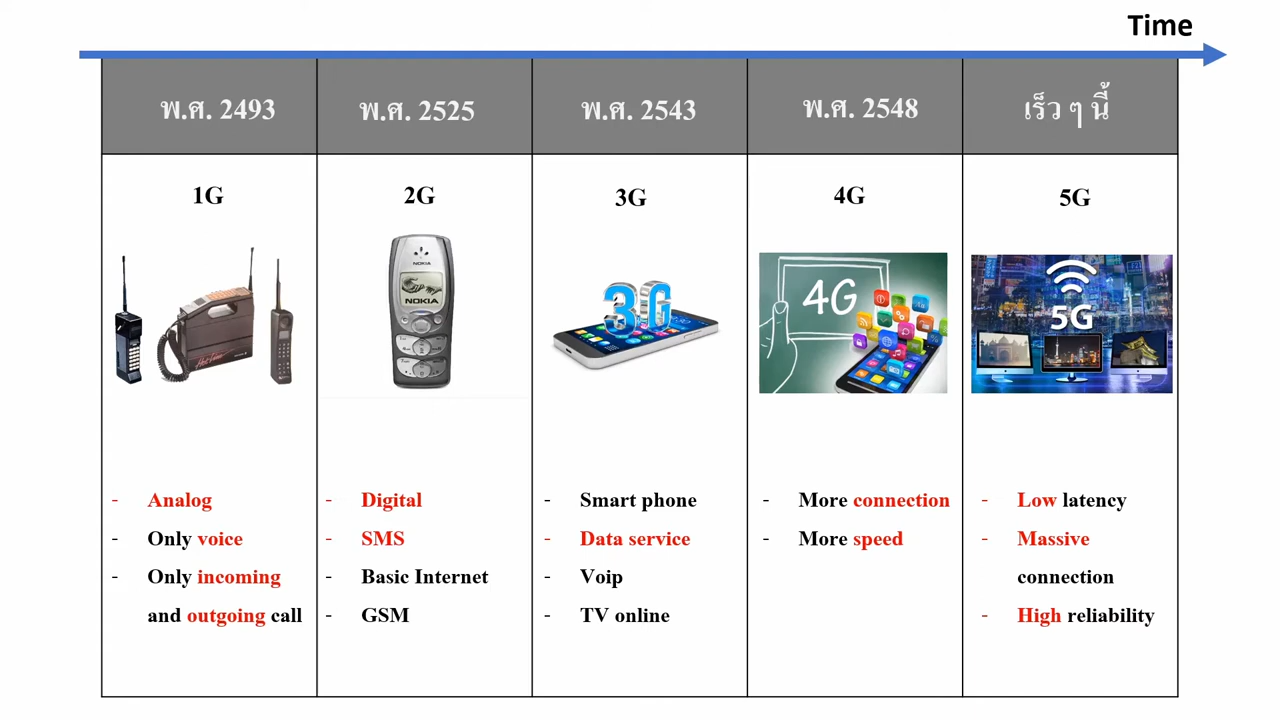 Time
พ.ศ. 2493
พ.ศ. 2525
พ.ศ. 2543
พ.ศ. 2548
เร็ว ๆ นี้
1G
2G
3G
4G
5G
NOKIA
NOKIA
3G
4G
5G
- Analog
- Only voice
- Only incoming
and outgoing call
- Digital
- SMS
- Basic Internet
- GSM
- Smart phone
- Data service
- Voip
- TV online
- More connection
- More speed
- Low latency
- Massive
connection
- High reliability